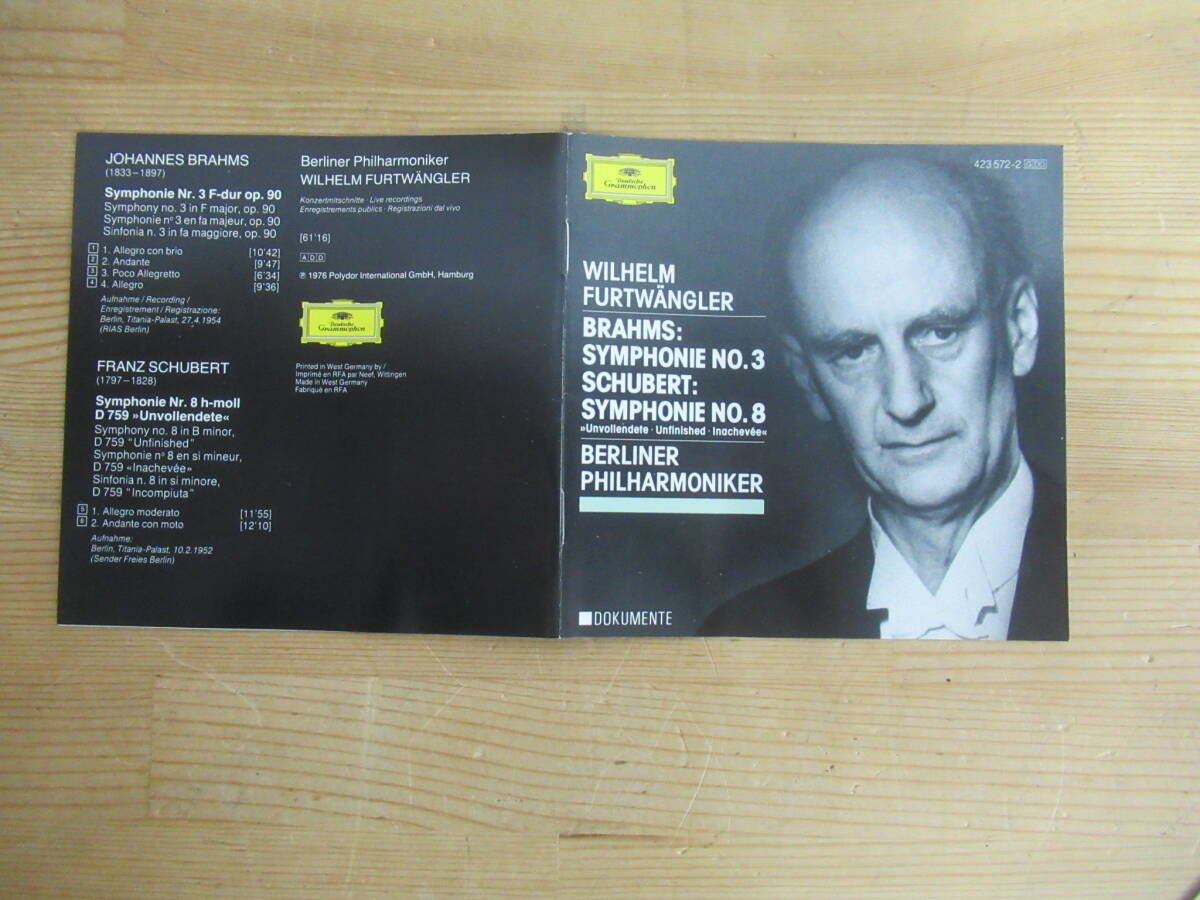 JOHANNES BRAHMS
(1833–1897)
Symphonie Nr. 3 F-dur op. 90
Symphony no. 3 in F major, op. 90
Symphonie nº 3 en fa majeur, op. 90
Sinfonia n. 3 in fa maggiore, op. 90
1 1. Allegro con brio [10'42]
2 2. Andante [9'47]
3 3. Poco Allegretto [6'34]
4 4. Allegro [9'36]
Aufnahme / Recording /
Enregistrement / Registrazione:
Berlin, Titania-Palast, 27.4.1954
(RIAS Berlin)
FRANZ SCHUBERT
(1797–1828)
Symphonie Nr. 8 h-moll
D 759 »Unvollendete«
Symphony no. 8 in B minor,
D 759 "Unfinished"
Symphonie nº 8 en si mineur,
D 759 «Inachevée»
Sinfonia n. 8 in si minore,
D 759 "Incompiuta"
5 1. Allegro moderato [11'55]
6 2. Andante con moto [12'10]
Aufnahme:
Berlin, Titania-Palast, 10.2.1952
(Sender Freies Berlin)
Berliner Philharmoniker
WILHELM FURTWÄNGLER
Konzertmitschnitte · Live recordings
Enregistrements publics · Registrazioni dal vivo
[61'16]
ADD
℗ 1976 Polydor International GmbH, Hamburg
Deutsche
Grammophon
Printed in West Germany by /
Imprimé en RFA par Neef, Wittingen
Made in West Germany
Fabriqué en RFA
Deutsche
Grammophon
423 572-2 GDO
WILHELM
FURTWÄNGLER
BRAHMS:
SYMPHONIE NO. 3
SCHUBERT:
SYMPHONIE NO. 8
»Unvollendete · Unfinished · Inachevée«
BERLINER
PHILHARMONIKER
DOKUMENTE